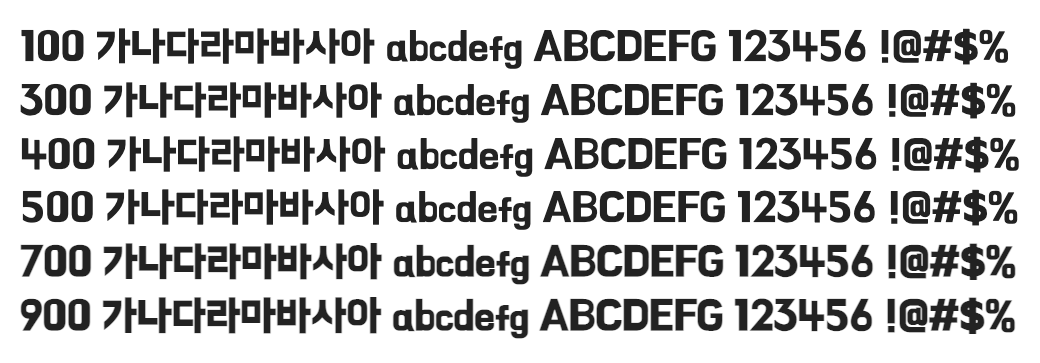 100 가나다라마바사아 abcdefg ABCDEFG 123456 !@#$%
300 가나다라마바사아 abcdefg ABCDEFG 123456 !@#$%
400 가나다라마바사아 abcdefg ABCDEFG 123456 !@#$%
500 가나다라마바사아 abcdefg ABCDEFG 123456 !@#$%
700 가나다라마바사아 abcdefg ABCDEFG 123456 !@#$%
900 가나다라마바사아 abcdefg ABCDEFG 123456 !@#$%